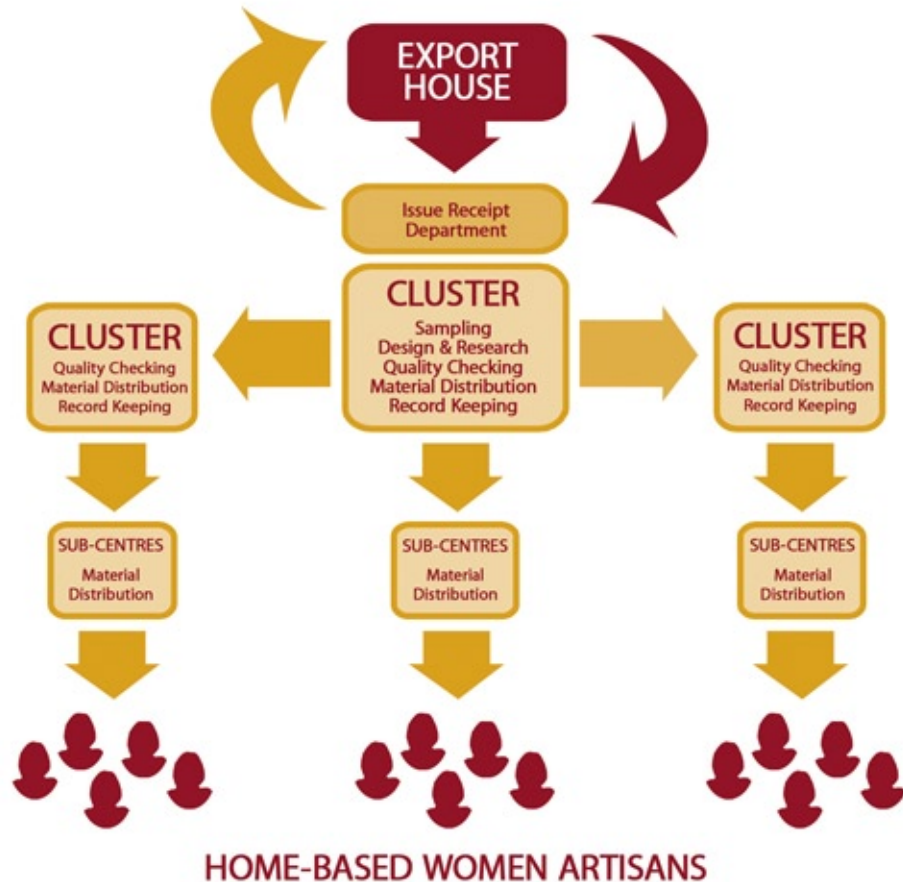 EXPORT
HOUSE
Issue Receipt
Department
CLUSTER
Sampling
Design & Research
Quality Checking
Material Distribution
Record Keeping
CLUSTER
Quality Checking
Material Distribution
Record Keeping
CLUSTER
Quality Checking
Material Distribution
Record Keeping
SUB-CENTRES
Material
Distribution
SUB-CENTRES
Material
Distribution
SUB-CENTRES
Material
Distribution
HOME-BASED WOMEN ARTISANS